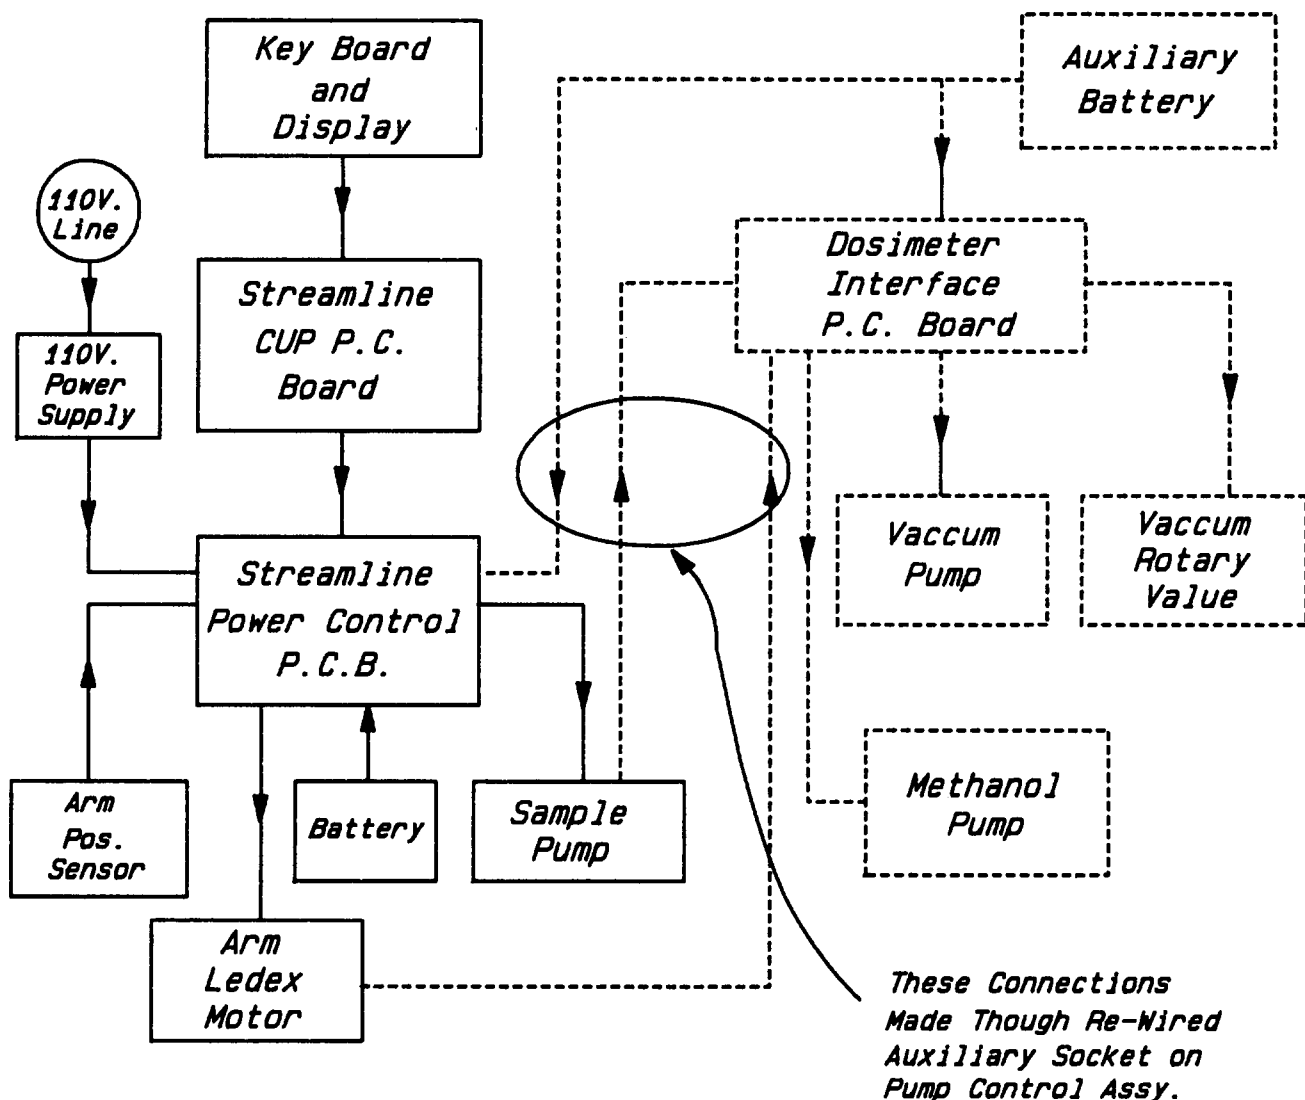 Key Board
and
Display
Auxiliary
Battery
110V.
Line
Streamline
CUP P.C.
Board
Dosimeter
Interface
P.C. Board
110V.
Power
Supply
Streamline
Power Control
P.C.B.
Vaccum
Pump
Vaccum
Rotary
Value
Arm
Pos.
Sensor
Battery
Sample
Pump
Methanol
Pump
Arm
Ledex
Motor
These Connections
Made Though Re-Wired
Auxiliary Socket on
Pump Control Assy.